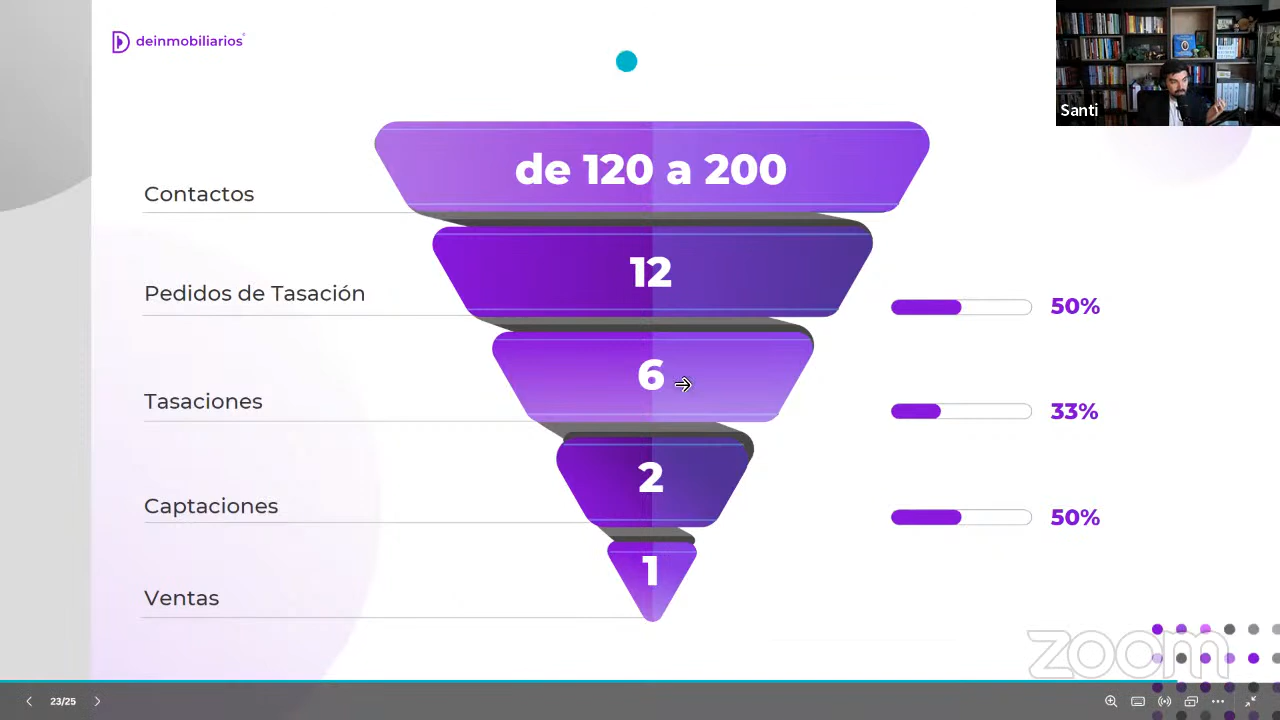 deinmobiliarios
Santi
de 120 a 200
Contactos
12
Pedidos de Tasación
50%
6
Tasaciones
33%
2
Captaciones
50%
1
Ventas
zoom
23/25